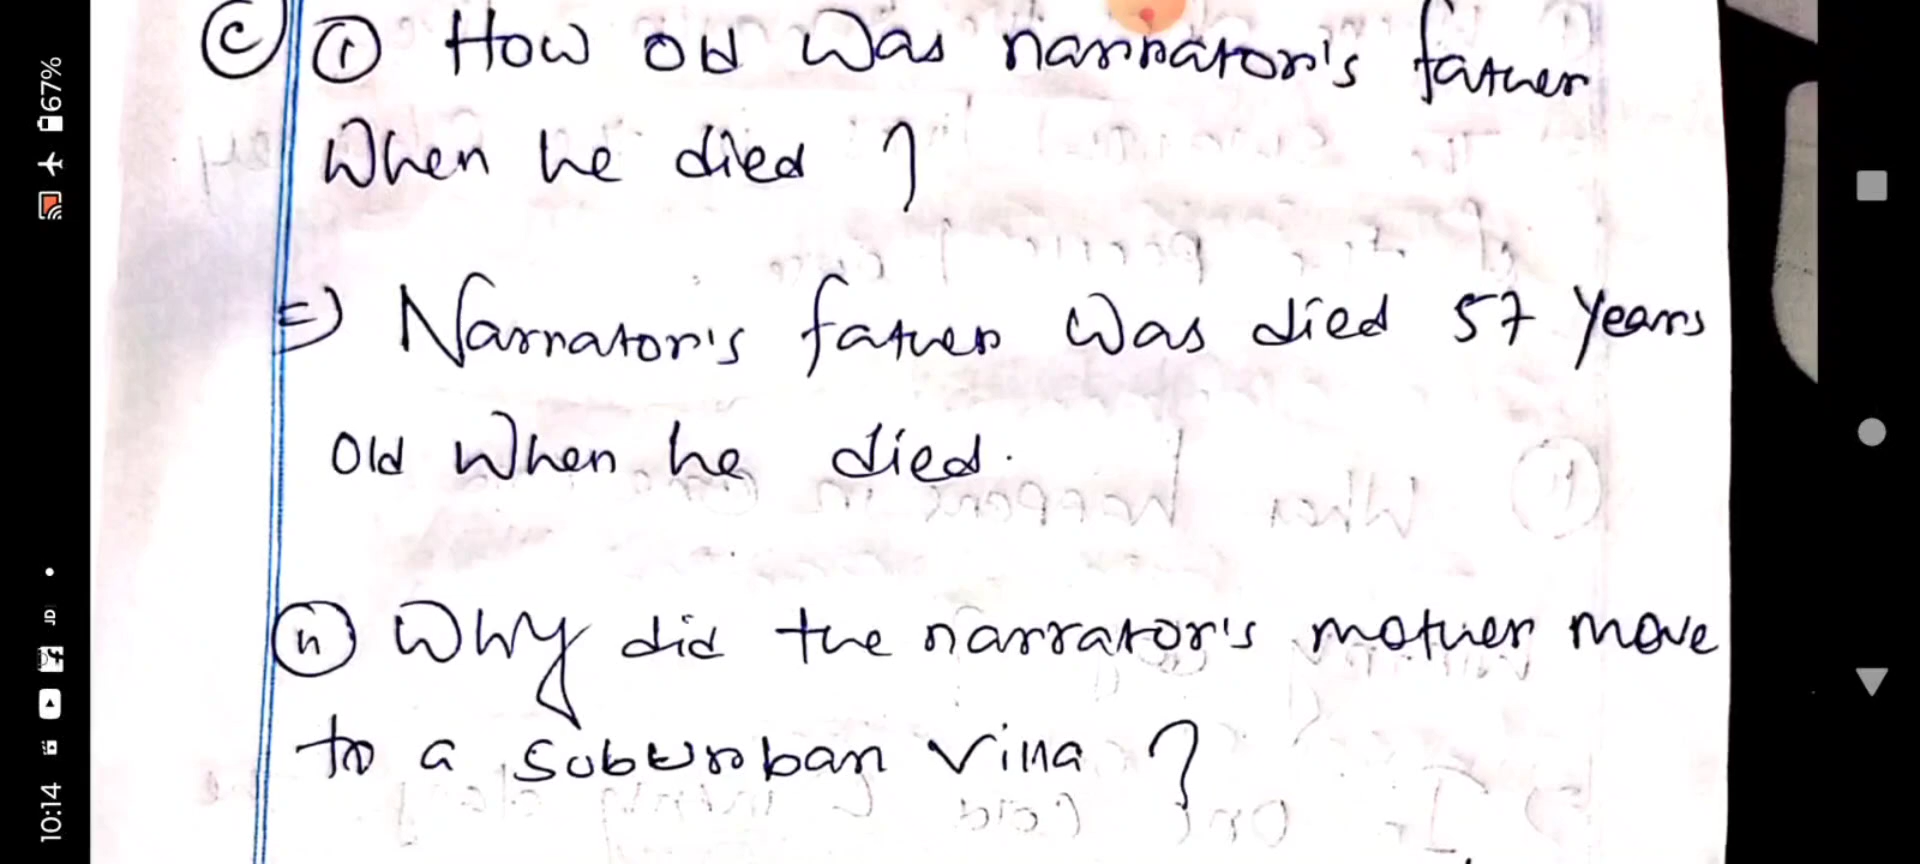 C i How old was narrator's father
When he died ?
=> Narrator's father was died 57 years
old when he died.
ii Why did the narrator's mother move
to a suburban villa ?
67%
10:14